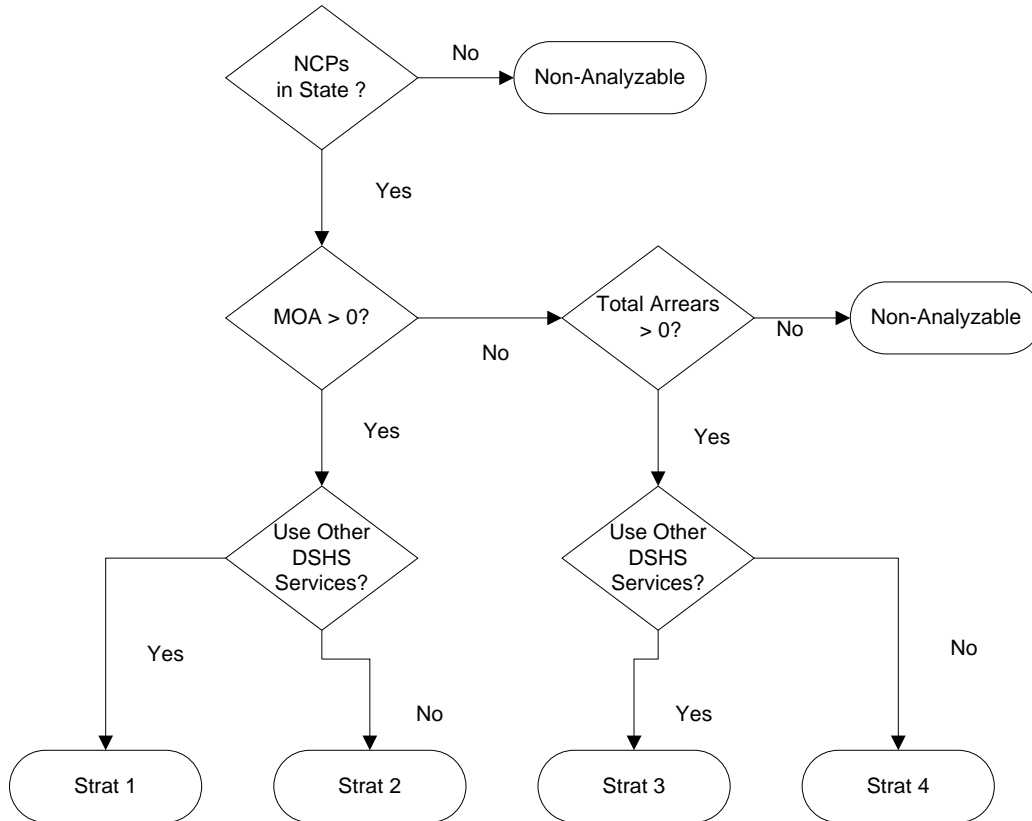 No
NCPs
in State ?
Non-Analyzable
Yes
MOA > 0?
No
Total Arrears
> 0?
No
Non-Analyzable
Yes
Yes
Use Other
DSHS
Services?
Use Other
DSHS
Services?
Yes
No
Yes
No
Strat 1
Strat 2
Strat 3
Strat 4